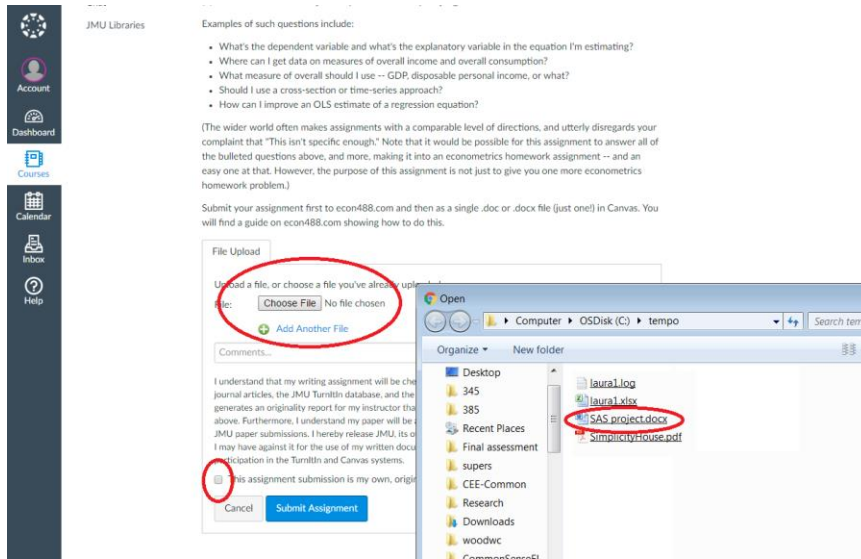 JMU Libraries
Account
Dashboard
Courses
Calendar
Inbox
Help
Examples of such questions include:
• What's the dependent variable and what's the explanatory variable in the equation I'm estimating?
• Where can I get data on measures of overall income and overall consumption?
• What measure of overall should I use -- GDP, disposable personal income, or what?
• Should I use a cross-section or time-series approach?
• How can I improve an OLS estimate of a regression equation?
(The wider world often makes assignments with a comparable level of directions, and utterly disregards your
complaint that "This isn't specific enough." Note that it would be possible for this assignment to answer all of
the bulleted questions above, and more, making it into an econometrics homework assignment -- and an
easy one at that. However, the purpose of this assignment is not just to give you one more econometrics
homework problem.)
Submit your assignment first to econ488.com and then as a single .doc or .docx file (just one!) in Canvas. You
will find a guide on econ488.com showing how to do this.
File Upload
Upload a file, or choose a file you've already
File: Choose File No file chosen
Add Another File
Comments...
I understand that my writing assignment will be che
journal articles, the JMU TurnItIn database, and the
generates an originality report for my instructor tha
above. Furthermore, I understand my paper will be
JMU paper submissions. I hereby release JMU, its o
I may have against it for the use of my written docu
participation in the TurnItIn and Canvas systems.
This assignment submission is my own, origin
Cancel Submit Assignment
Open
Computer OSDisk (C:) tempo
Search tem
Organize New folder
Desktop
345
385
Recent Places
Final assessment
supers
CEE-Common
Research
Downloads
woodwc
CommonSenseEl
laura1.log
laura1.xlsx
SAS project.docx
SimplicityHouse.pdf